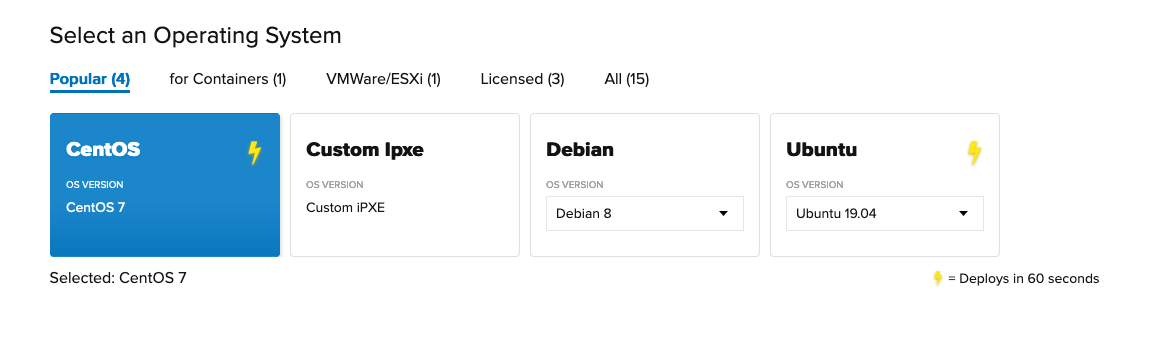 Select an Operating System
Popular (4) for Containers (1) VMWare/ESXi (1) Licensed (3) All (15)
CentOS
OS VERSION
CentOS 7
Custom Ipxe
OS VERSION
Custom iPXE
Debian
OS VERSION
Debian 8
Ubuntu
OS VERSION
Ubuntu 19.04
Selected: CentOS 7
= Deploys in 60 seconds